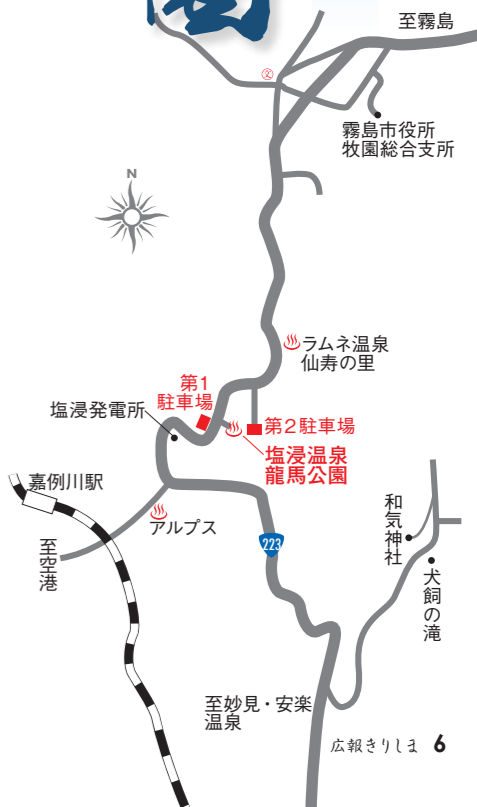 園
至霧島
文
霧島市役所
牧園総合支所
N
ラムネ温泉
仙寿の里
第1
駐車場
塩浸発電所
第2駐車場
塩浸温泉
龍馬公園
嘉例川駅
アルプス
至空港
223
和気神社
犬飼の滝
至妙見・安楽
温泉
広報きりしま 6